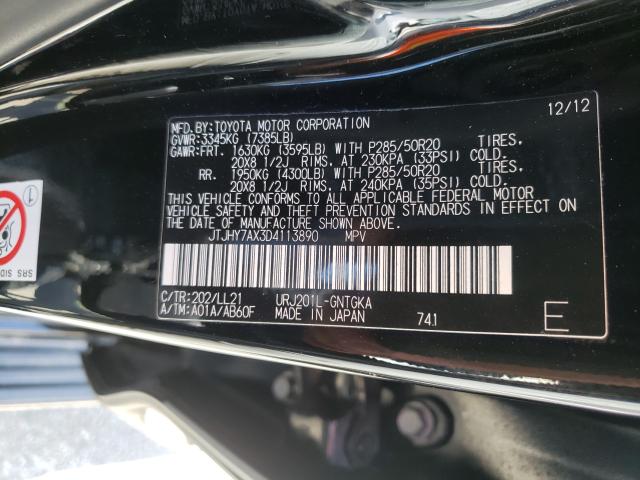 12/12
MFD. BY: TOYOTA MOTOR CORPORATION
GVWR: 3345KG (7385LB)
GAWR: FRT. 1630KG (3595LB) WITH P285/50R20 TIRES,
20X8 1/2J RIMS, AT 230KPA (33PSI) COLD.
RR. 1950KG (4300LB) WITH P285/50R20 TIRES,
20X8 1/2J RIMS, AT 240KPA (35PSI) COLD.
THIS VEHICLE CONFORMS TO ALL APPLICABLE FEDERAL MOTOR
VEHICLE SAFETY AND THEFT PREVENTION STANDARDS IN EFFECT ON
THE DATE OF MANUFACTURE SHOWN ABOVE.
JTJHY7AX3D4113890 MPV
C/TR: 202/LL21 URJ201L-GNTGKA
A/TM: A01A/AB60F MADE IN JAPAN 74.1 E
SRS SIDE